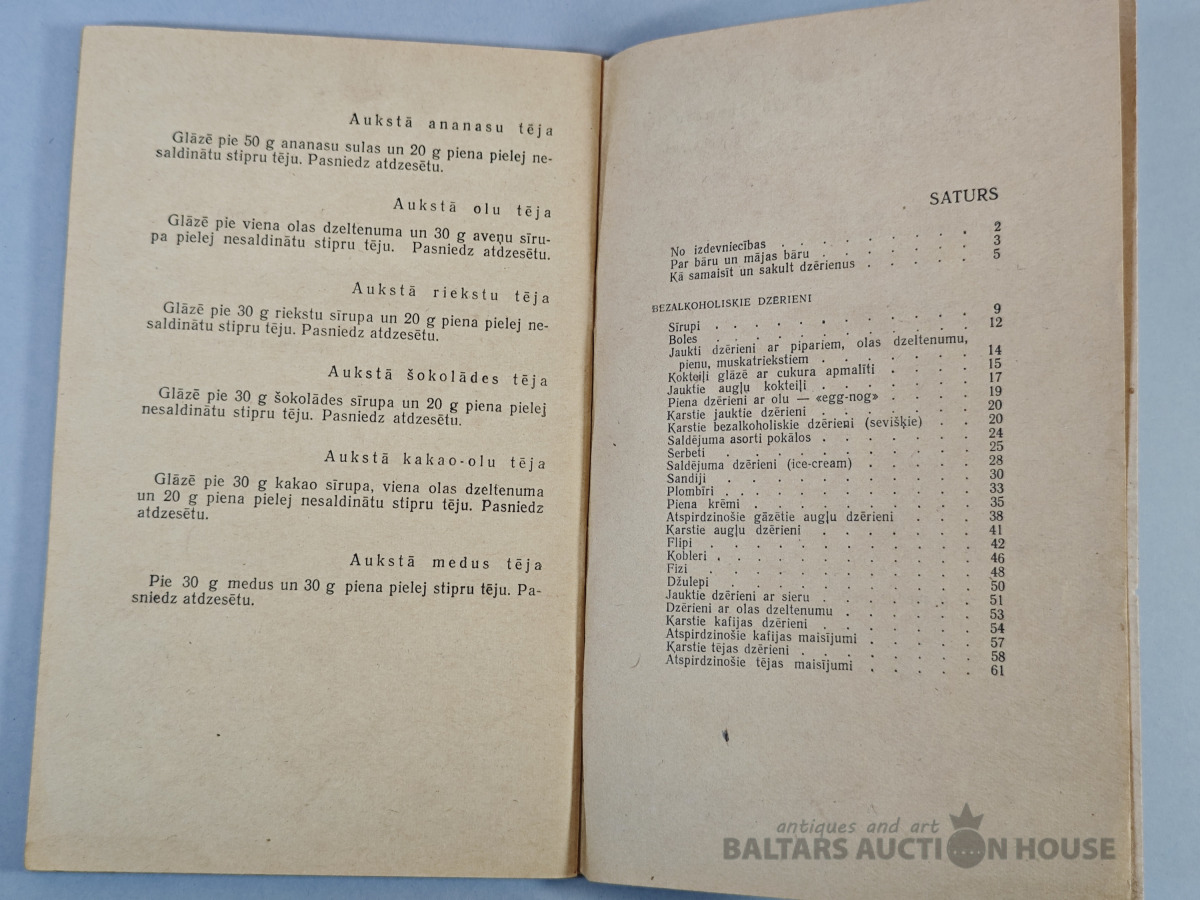 Aukstā ananasu tēja
Glāzē pie 50 g ananasu sulas un 20 g piena pielej ne-
saldinātu stipru tēju. Pasniedz atdzesētu.
Aukstā olu tēja
Glāzē pie viena olas dzeltenuma un 30 g aveņu sīru-
pa pielej nesaldinātu stipru tēju. Pasniedz atdzesētu.
Aukstā riekstu tēja
Glāzē pie 30 g riekstu sīrupa un 20 g piena pielej ne-
saldinātu stipru tēju. Pasniedz atdzesētu.
Aukstā šokolādes tēja
Glāzē pie 30 g šokolādes sīrupa un 20 g piena pielej
nesaldinātu stipru tēju. Pasniedz atdzesētu.
Aukstā kakao-olu tēja
Glāzē pie 30 g kakao sīrupa, viena olas dzeltenuma
un 20 g piena pielej nesaldinātu stipru tēju. Pasniedz
atdzesētu.
Aukstā medus tēja
Pie 30 g medus un 30 g piena pielej stipru tēju. Pa-
sniedz atdzesētu.
SATURS
No izdevniecības . . . . . . . . . 2
Par bāru un mājas bāru . . . . . . . 3
Kā samaisīt un sakult dzērienus . . . . . 5
BEZALKOHOLISKIE DZĒRIENI
Sīrupi . . . . . . . . . . . 9
Boles . . . . . . . . . . . 12
Jaukti dzērieni ar pipariem, olas dzeltenumu,
pienu, muskatriekstiem . . . . . . . 14
Kokteiļi glāzē ar cukura apmalīti . . . . . 15
Jauktie augļu kokteiļi . . . . . . . 17
Piena dzērieni ar olu — «egg-nog» . . . . 19
Karstie jauktie dzērieni . . . . . . . 20
Karstie bezalkoholiskie dzērieni (sevišķie) . . 20
Saldējuma asorti pokālos . . . . . . 24
Šerbeti . . . . . . . . . . . 25
Saldējuma dzērieni (ice-cream) . . . . . 28
Sandiji . . . . . . . . . . . 30
Plombīri . . . . . . . . . . . 33
Piena krēmi . . . . . . . . . . 35
Atspirdzinošie gāzētie augļu dzērieni . . . 38
Karstie augļu dzērieni . . . . . . . 41
Flipi . . . . . . . . . . . 42
Kobleri . . . . . . . . . . . 46
Fizi . . . . . . . . . . . 48
Džulepi . . . . . . . . . . . 50
Jauktie dzērieni ar sieru . . . . . . . 51
Dzērieni ar olas dzeltenumu . . . . . . 53
Karstie kafijas dzērieni . . . . . . . 54
Atspirdzinošie kafijas maisījumi . . . . . 57
Karstie tējas dzērieni . . . . . . . 58
Atspirdzinošie tējas maisījumi . . . . . 61
antiques and art
BALTARS AUCTION HOUSE